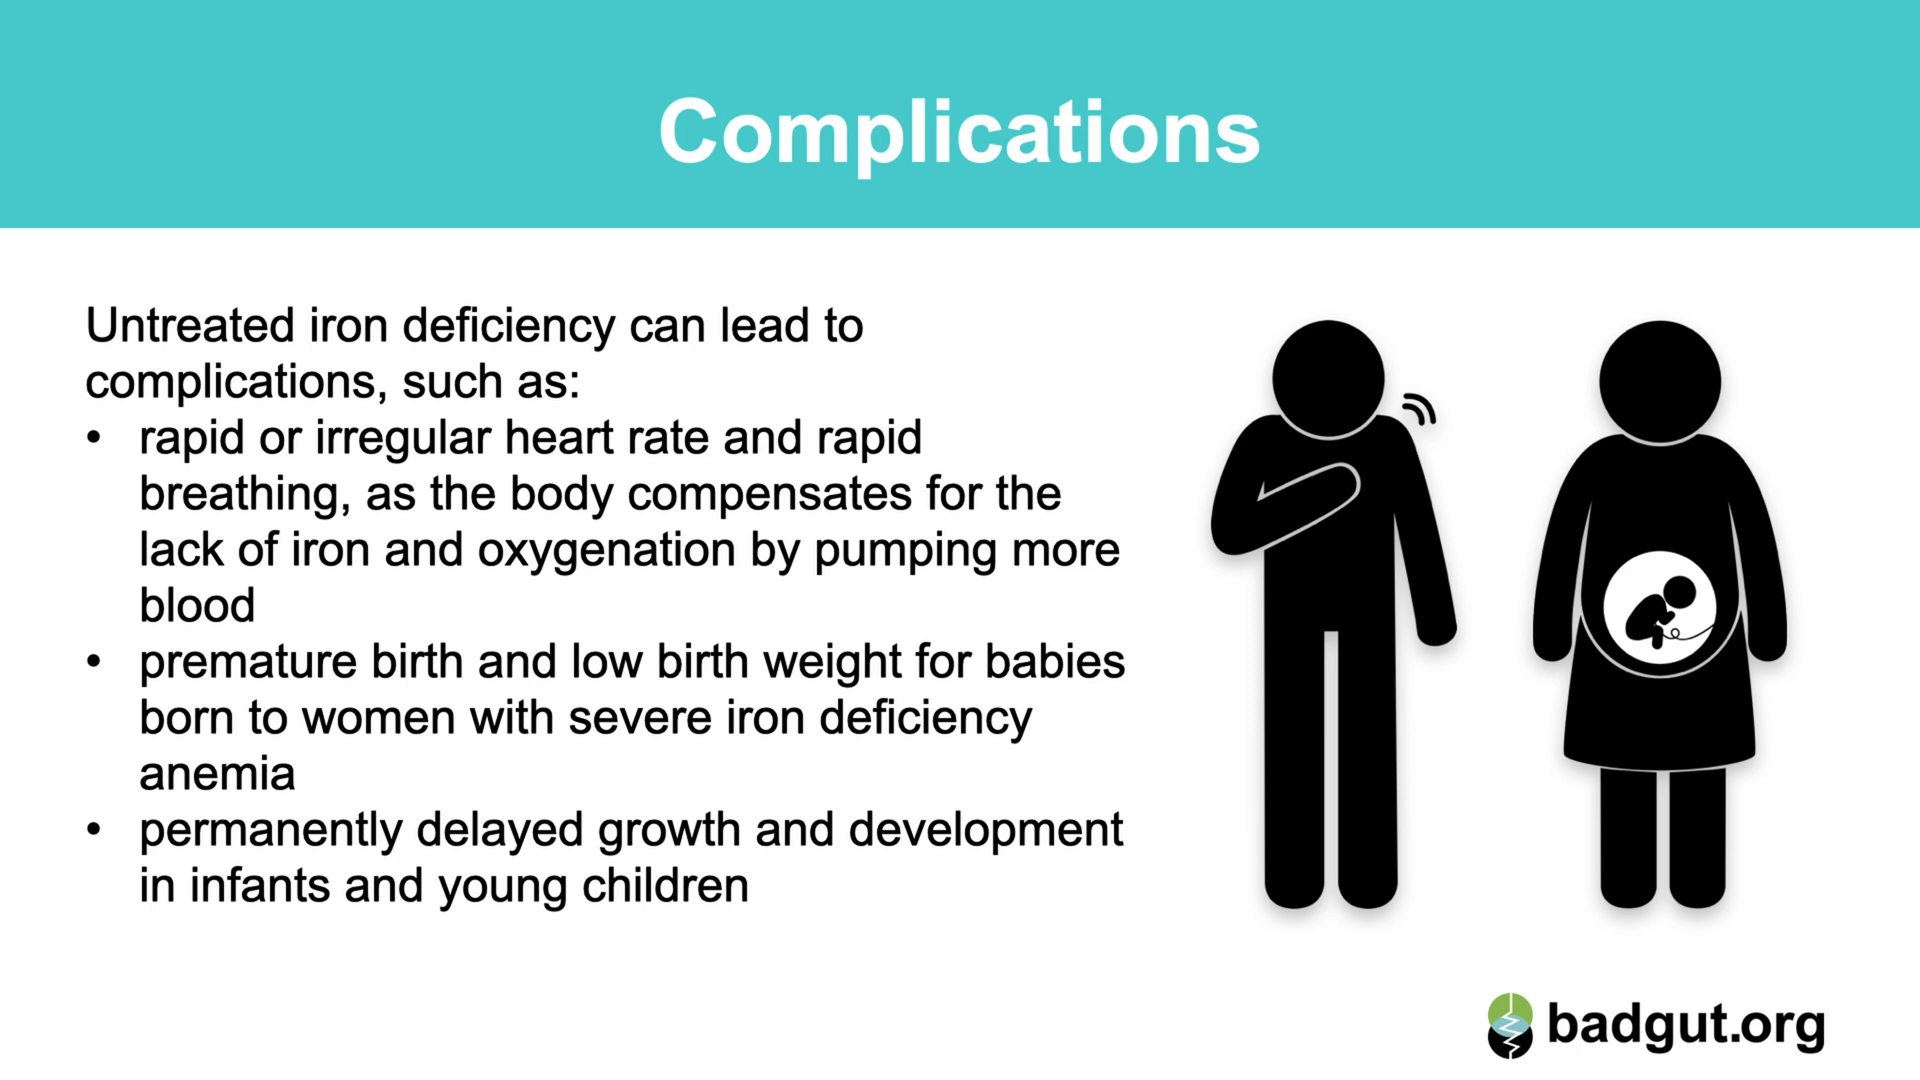 Complications
Untreated iron deficiency can lead to
complications, such as:
• rapid or irregular heart rate and rapid
breathing, as the body compensates for the
lack of iron and oxygenation by pumping more
blood
• premature birth and low birth weight for babies
born to women with severe iron deficiency
anemia
• permanently delayed growth and development
in infants and young children
badgut.org